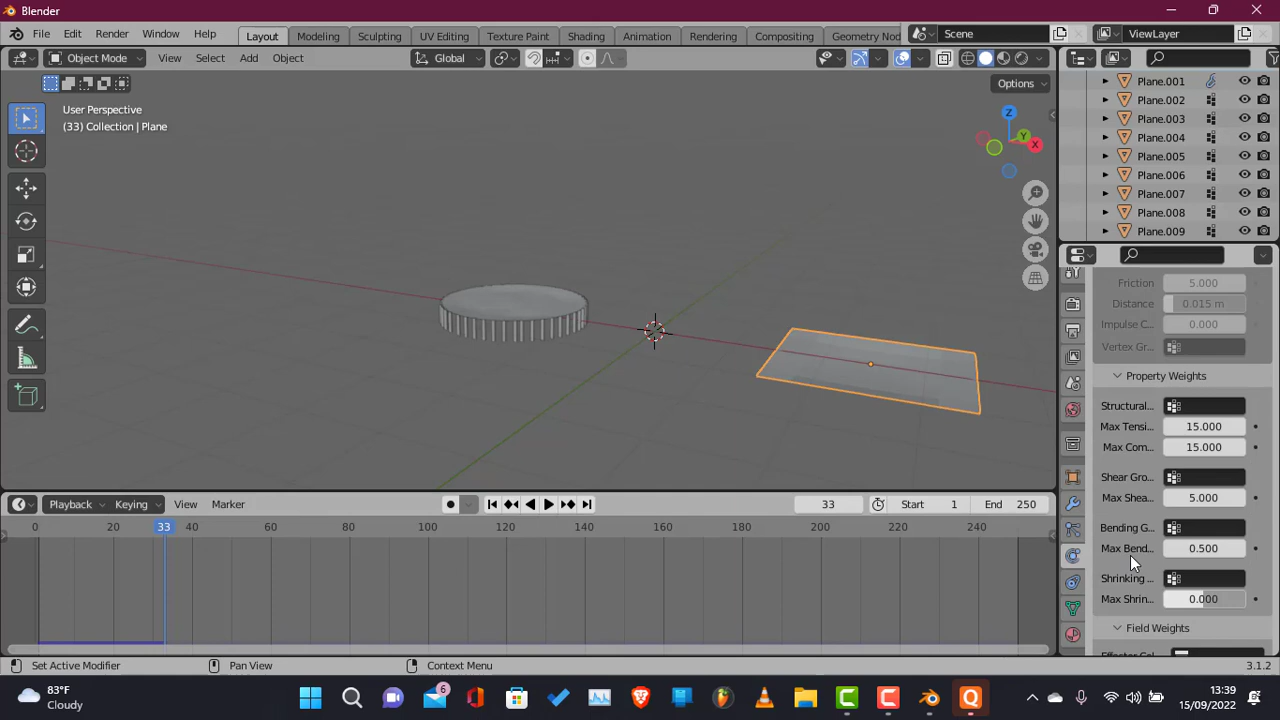 Blender
File Edit Render Window Help Layout Modeling Sculpting UV Editing Texture Paint Shading Animation Rendering Compositing Geometry Nod Scene ViewLayer
Object Mode View Select Add Object Global
Options
User Perspective
(33) Collection | Plane
Z
Y
X
Plane.001
Plane.002
Plane.003
Plane.004
Plane.005
Plane.006
Plane.007
Plane.008
Plane.009
Friction 5.000
Distance 0.015 m
Impulse C... 0.000
Vertex Gr...
Property Weights
Structural...
Max Tensi... 15.000
Max Com... 15.000
Shear Gro...
Max Shea... 5.000
Bending G...
Max Bend... 0.500
Shrinking ...
Max Shrin... 0.000
Field Weights
Playback Keying View Marker 33 Start 1 End 250
0 20 33 40 60 80 100 120 140 160 180 200 220 240
Set Active Modifier Pan View Context Menu 3.1.2
83°F
Cloudy
6
13:39
15/09/2022